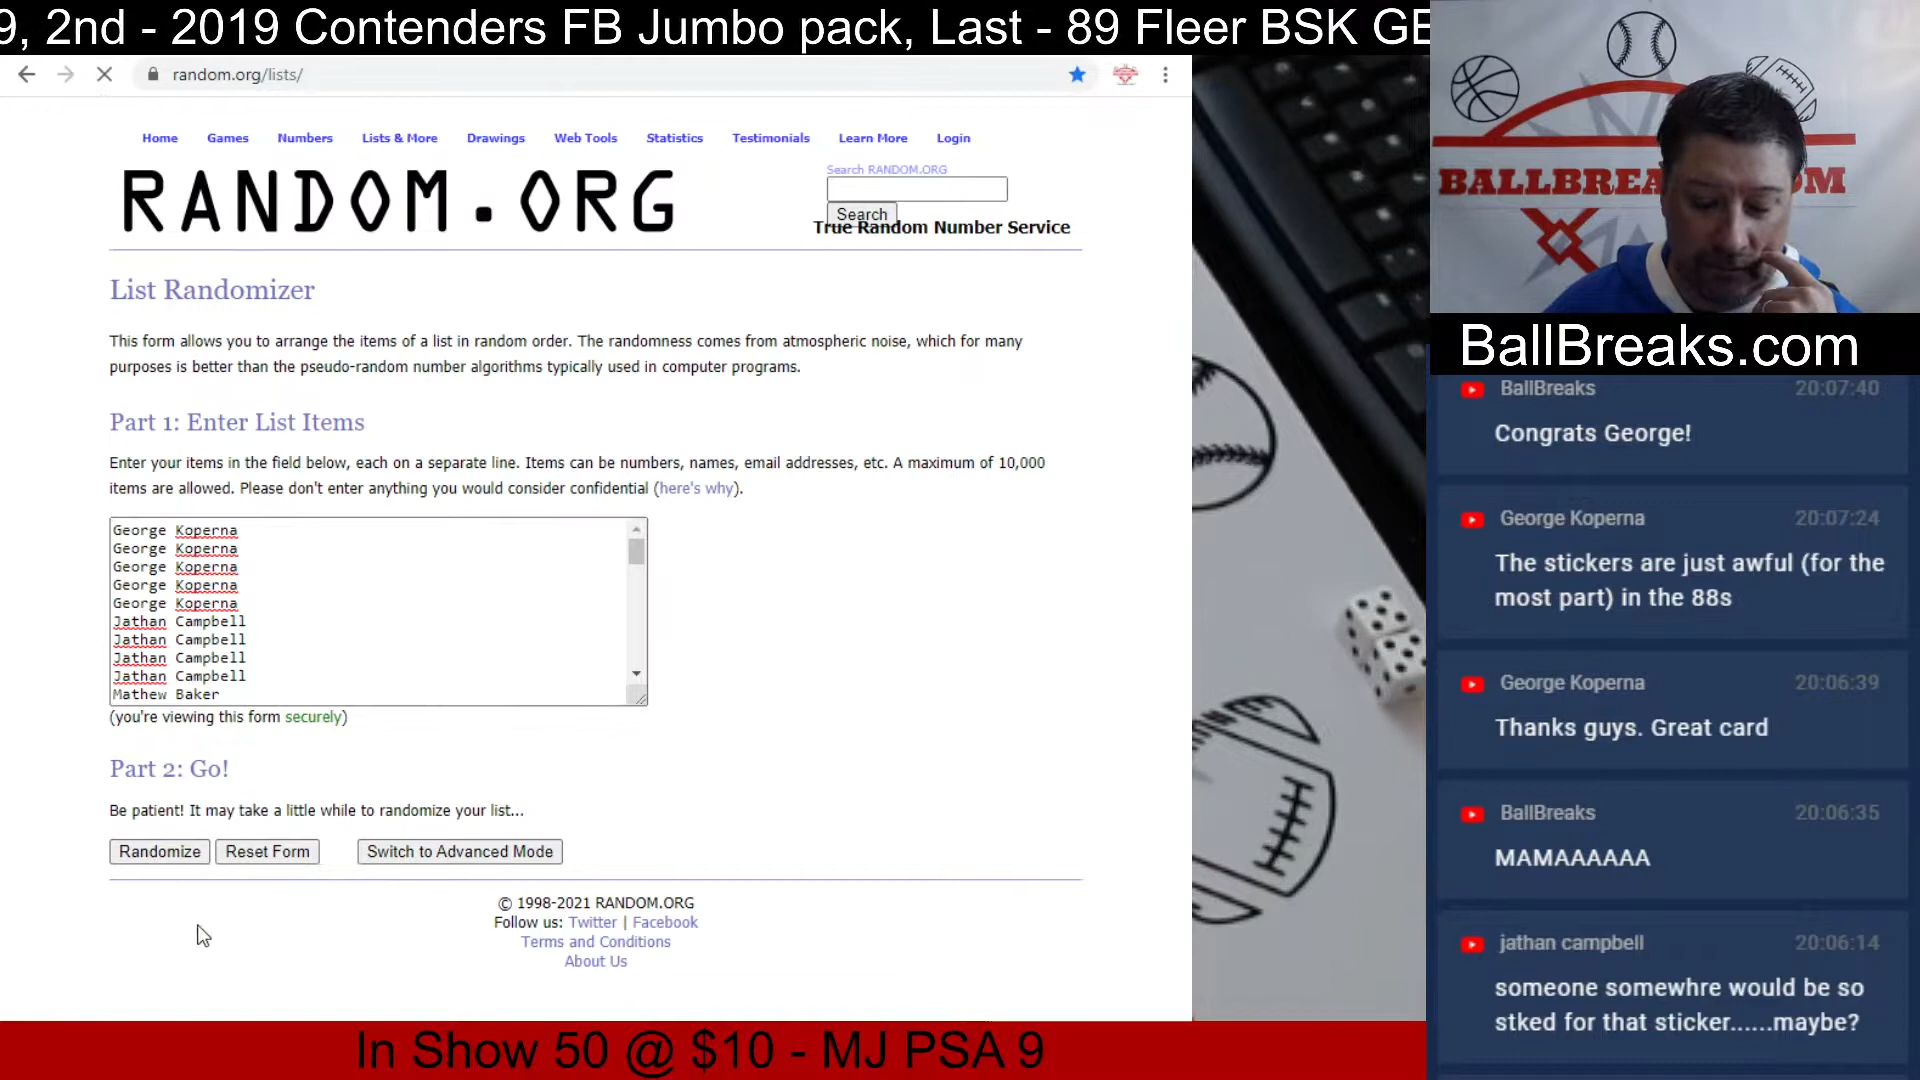 9, 2nd - 2019 Contenders FB Jumbo pack, Last - 89 Fleer BSK GE
random.org/lists/
Home Games Numbers Lists & More Drawings Web Tools Statistics Testimonials Learn More Login
RANDOM.ORG
Search RANDOM.ORG
Search
True Random Number Service
List Randomizer
This form allows you to arrange the items of a list in random order. The randomness comes from atmospheric noise, which for many
purposes is better than the pseudo-random number algorithms typically used in computer programs.
Part 1: Enter List Items
Enter your items in the field below, each on a separate line. Items can be numbers, names, email addresses, etc. A maximum of 10,000
items are allowed. Please don't enter anything you would consider confidential (here's why).
George Koperna
George Koperna
George Koperna
George Koperna
George Koperna
Jathan Campbell
Jathan Campbell
Jathan Campbell
Jathan Campbell
Mathew Baker
(you're viewing this form securely)
Part 2: Go!
Be patient! It may take a little while to randomize your list...
Randomize Reset Form Switch to Advanced Mode
© 1998-2021 RANDOM.ORG
Follow us: Twitter | Facebook
Terms and Conditions
About Us
BallBreaks.com
BallBreaks 20:07:40
Congrats George!
George Koperna 20:07:24
The stickers are just awful (for the
most part) in the 88s
George Koperna 20:06:39
Thanks guys. Great card
BallBreaks 20:06:35
MAMAAAAAA
jathan campbell 20:06:14
someone somewhre would be so
stked for that sticker......maybe?
In Show 50 @ $10 - MJ PSA 9